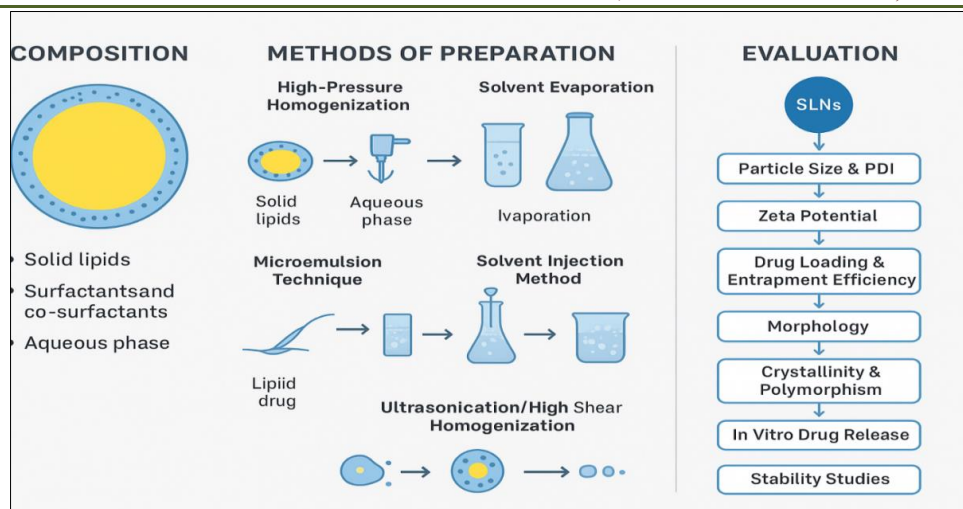 COMPOSITION
• Solid lipids
• Surfactantsand
co-surfactants
• Aqueous phase
METHODS OF PREPARATION
High-Pressure
Homogenization
Solid
lipids
Aqueous
phase
Solvent Evaporation
Ivaporation
Microemulsion
Technique
Lipiid
drug
Solvent Injection
Method
Ultrasonication/High Shear
Homogenization
EVALUATION
SLNs
Particle Size & PDI
Zeta Potential
Drug Loading &
Entrapment Efficiency
Morphology
Crystallinity &
Polymorphism
In Vitro Drug Release
Stability Studies